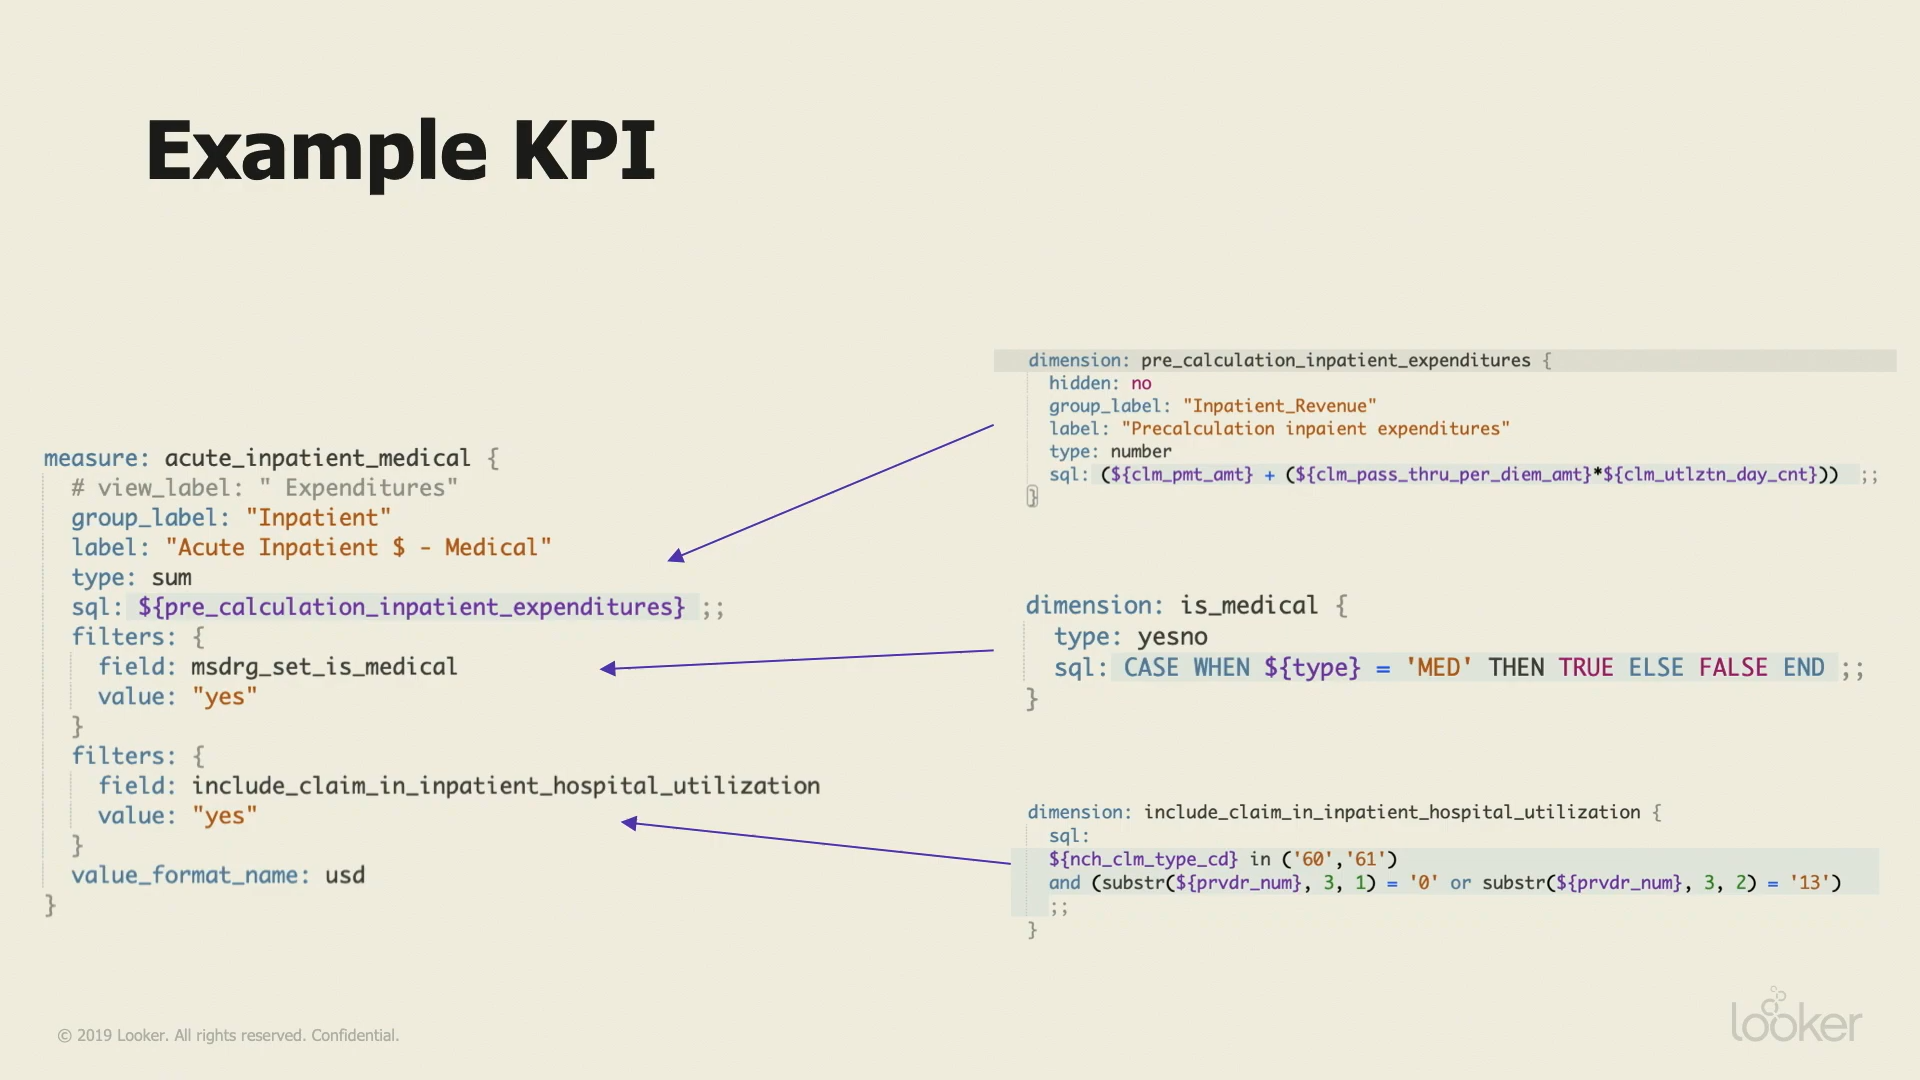 Example KPI
measure: acute_inpatient_medical {
# view_label: " Expenditures"
group_label: "Inpatient"
label: "Acute Inpatient $ - Medical"
type: sum
sql: ${pre_calculation_inpatient_expenditures} ;;
filters: {
field: msdrg_set_is_medical
value: "yes"
}
filters: {
field: include_claim_in_inpatient_hospital_utilization
value: "yes"
}
value_format_name: usd
}
dimension: pre_calculation_inpatient_expenditures {
hidden: no
group_label: "Inpatient_Revenue"
label: "Precalculation inpaient expenditures"
type: number
sql: (${clm_pmt_amt} + (${clm_pass_thru_per_diem_amt}*${clm_utlztn_day_cnt})) ;;
}
dimension: is_medical {
type: yesno
sql: CASE WHEN ${type} = 'MED' THEN TRUE ELSE FALSE END ;;
}
dimension: include_claim_in_inpatient_hospital_utilization {
sql:
${nch_clm_type_cd} in ('60','61')
and (substr(${prvdr_num}, 3, 1) = '0' or substr(${prvdr_num}, 3, 2) = '13')
;;
}
© 2019 Looker. All rights reserved. Confidential.
looker